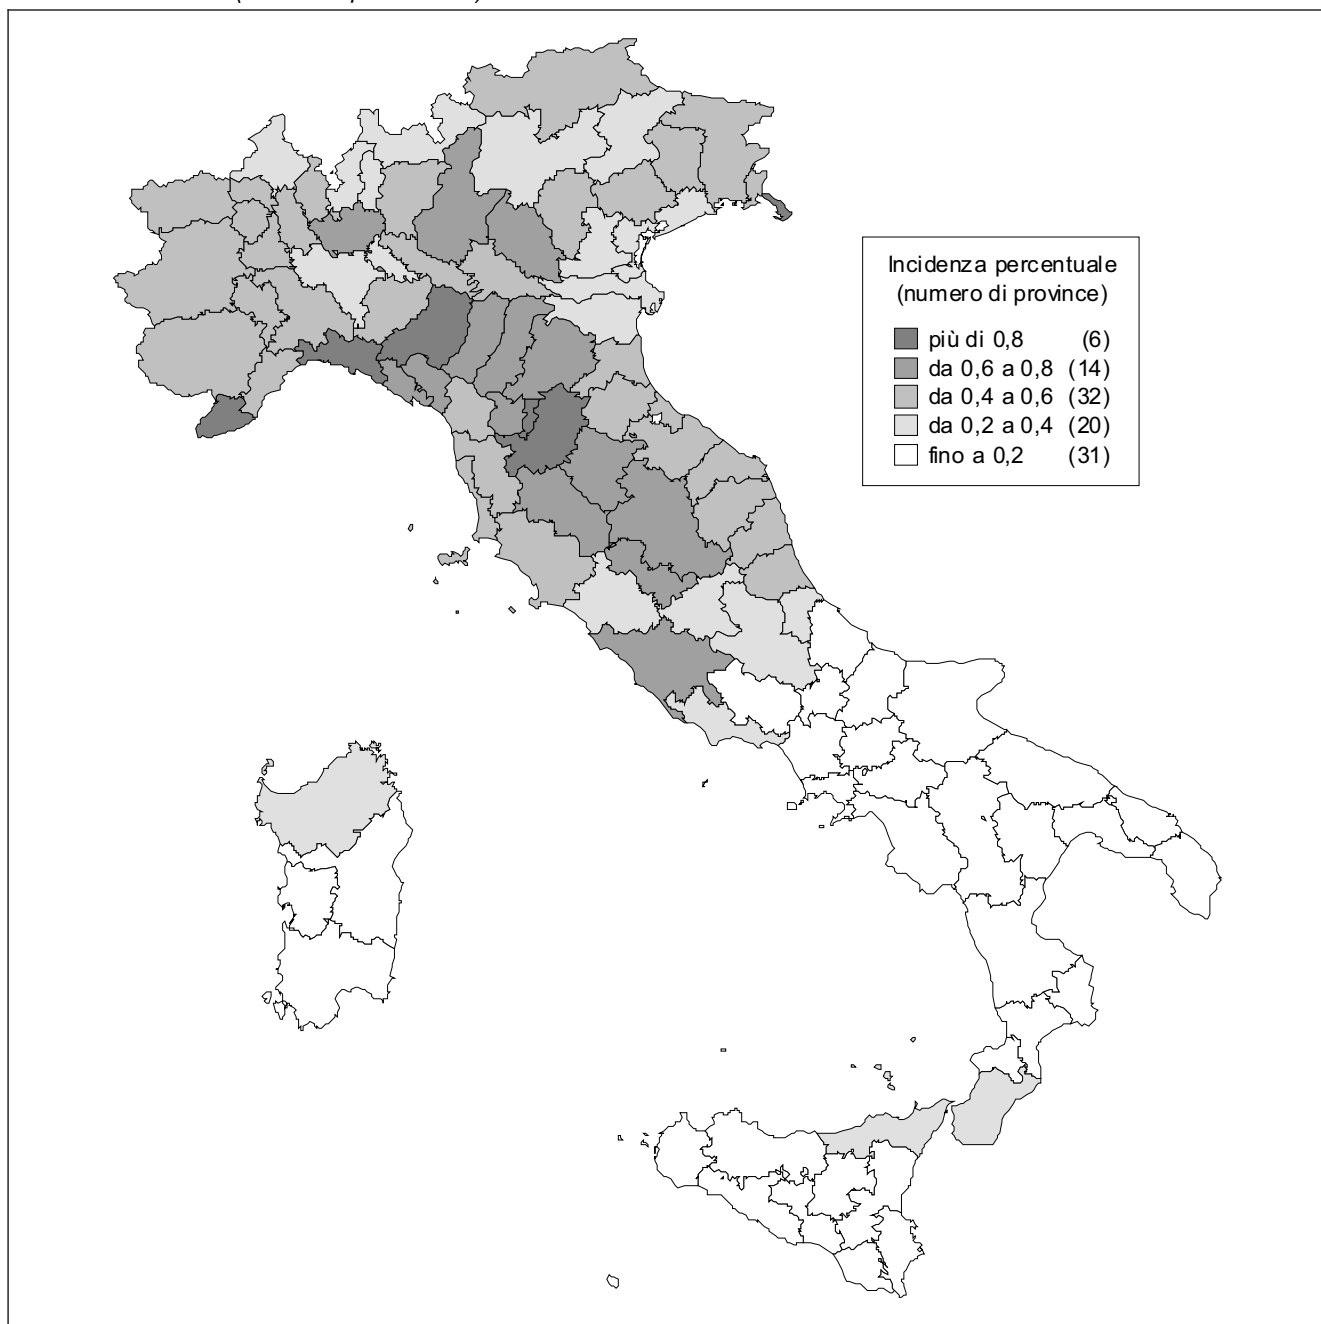 Incidenza percentuale
(numero di province)
più di 0,8 (6)
da 0,6 a 0,8 (14)
da 0,4 a 0,6 (32)
da 0,2 a 0,4 (20)
fino a 0,2 (31)